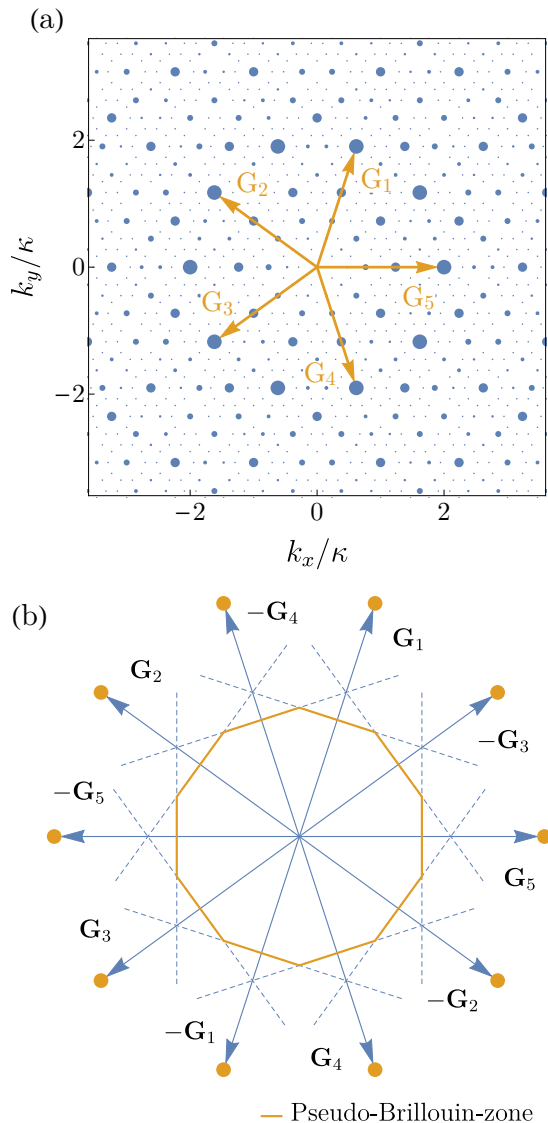 (a)
2
0
−2
k_y/κ
G_1
G_2
G_3
G_4
G_5
−2
0
2
k_x/κ
(b)
−G_4
G_1
G_2
−G_3
−G_5
G_5
G_3
−G_2
−G_1
G_4
Pseudo-Brillouin-zone